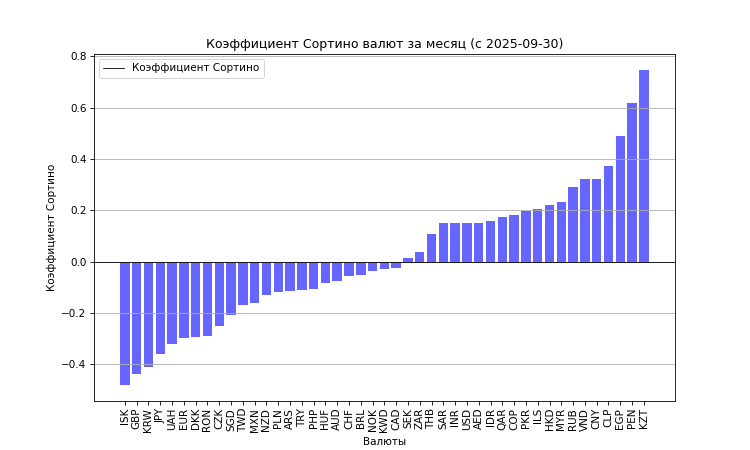 Коэффициент Сортино валют за месяц (с 2025-09-30)
Коэффициент Сортино
Коэффициент Сортино
0.8
0.6
0.4
0.2
0.0
−0.2
−0.4
ISK GBP KRW JPY UAH EUR DKK RON CZK SGD TWD MXN NZD PLN ARS TRY PHP HUF AUD CHF BRL NOK KWD CAD SEK ZAR THB SAR INR USD AED IDR QAR COP PKR ILS HKD MYR RUB VND CNY CLP EGP PEN KZT
Валюты